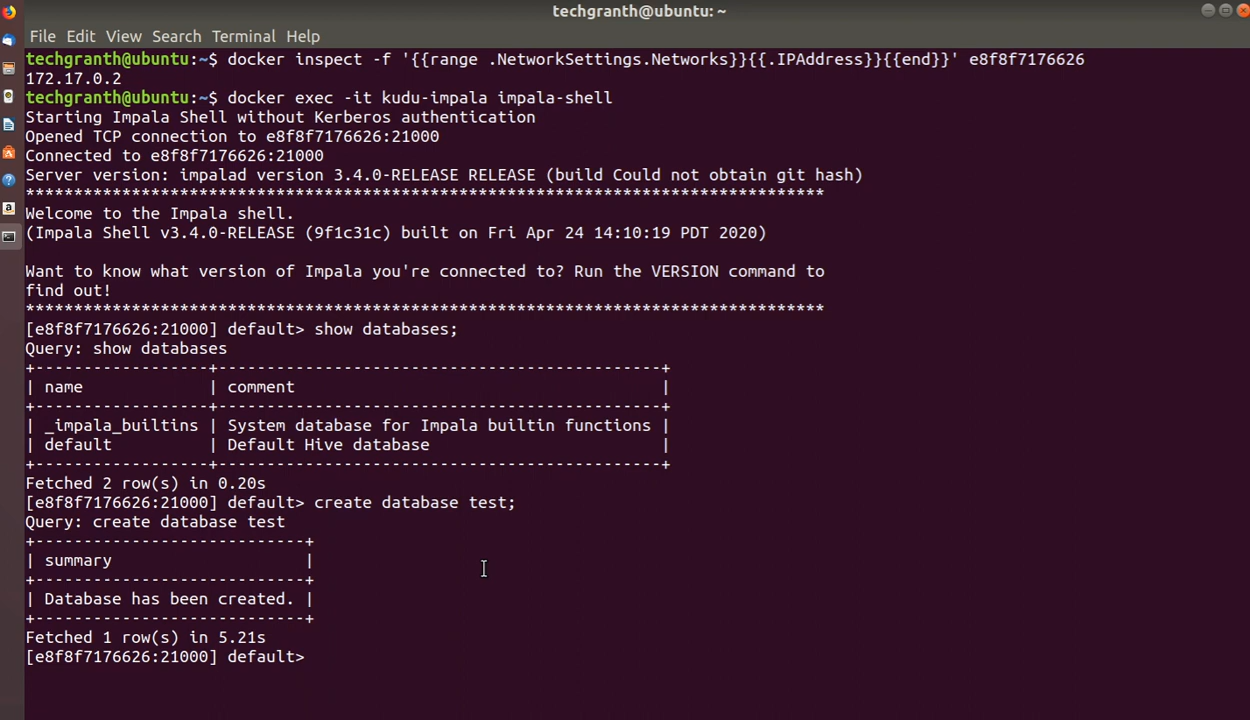 techgranth@ubuntu: ~
File Edit View Search Terminal Help
techgranth@ubuntu:~$ docker inspect -f '{{range .NetworkSettings.Networks}}{{.IPAddress}}{{end}}' e8f8f7176626
172.17.0.2
techgranth@ubuntu:~$ docker exec -it kudu-impala impala-shell
Starting Impala Shell without Kerberos authentication
Opened TCP connection to e8f8f7176626:21000
Connected to e8f8f7176626:21000
Server version: impalad version 3.4.0-RELEASE RELEASE (build Could not obtain git hash)
***********************************************************************************
Welcome to the Impala shell.
(Impala Shell v3.4.0-RELEASE (9f1c31c) built on Fri Apr 24 14:10:19 PDT 2020)
Want to know what version of Impala you're connected to? Run the VERSION command to
find out!
***********************************************************************************
[e8f8f7176626:21000] default> show databases;
Query: show databases
+------------------+----------------------------------------------+
| name             | comment                                      |
+------------------+----------------------------------------------+
| _impala_builtins | System database for Impala builtin functions |
| default          | Default Hive database                        |
+------------------+----------------------------------------------+
Fetched 2 row(s) in 0.20s
[e8f8f7176626:21000] default> create database test;
Query: create database test
+----------------------------+
| summary                    |
+----------------------------+
| Database has been created. |
+----------------------------+
Fetched 1 row(s) in 5.21s
[e8f8f7176626:21000] default>